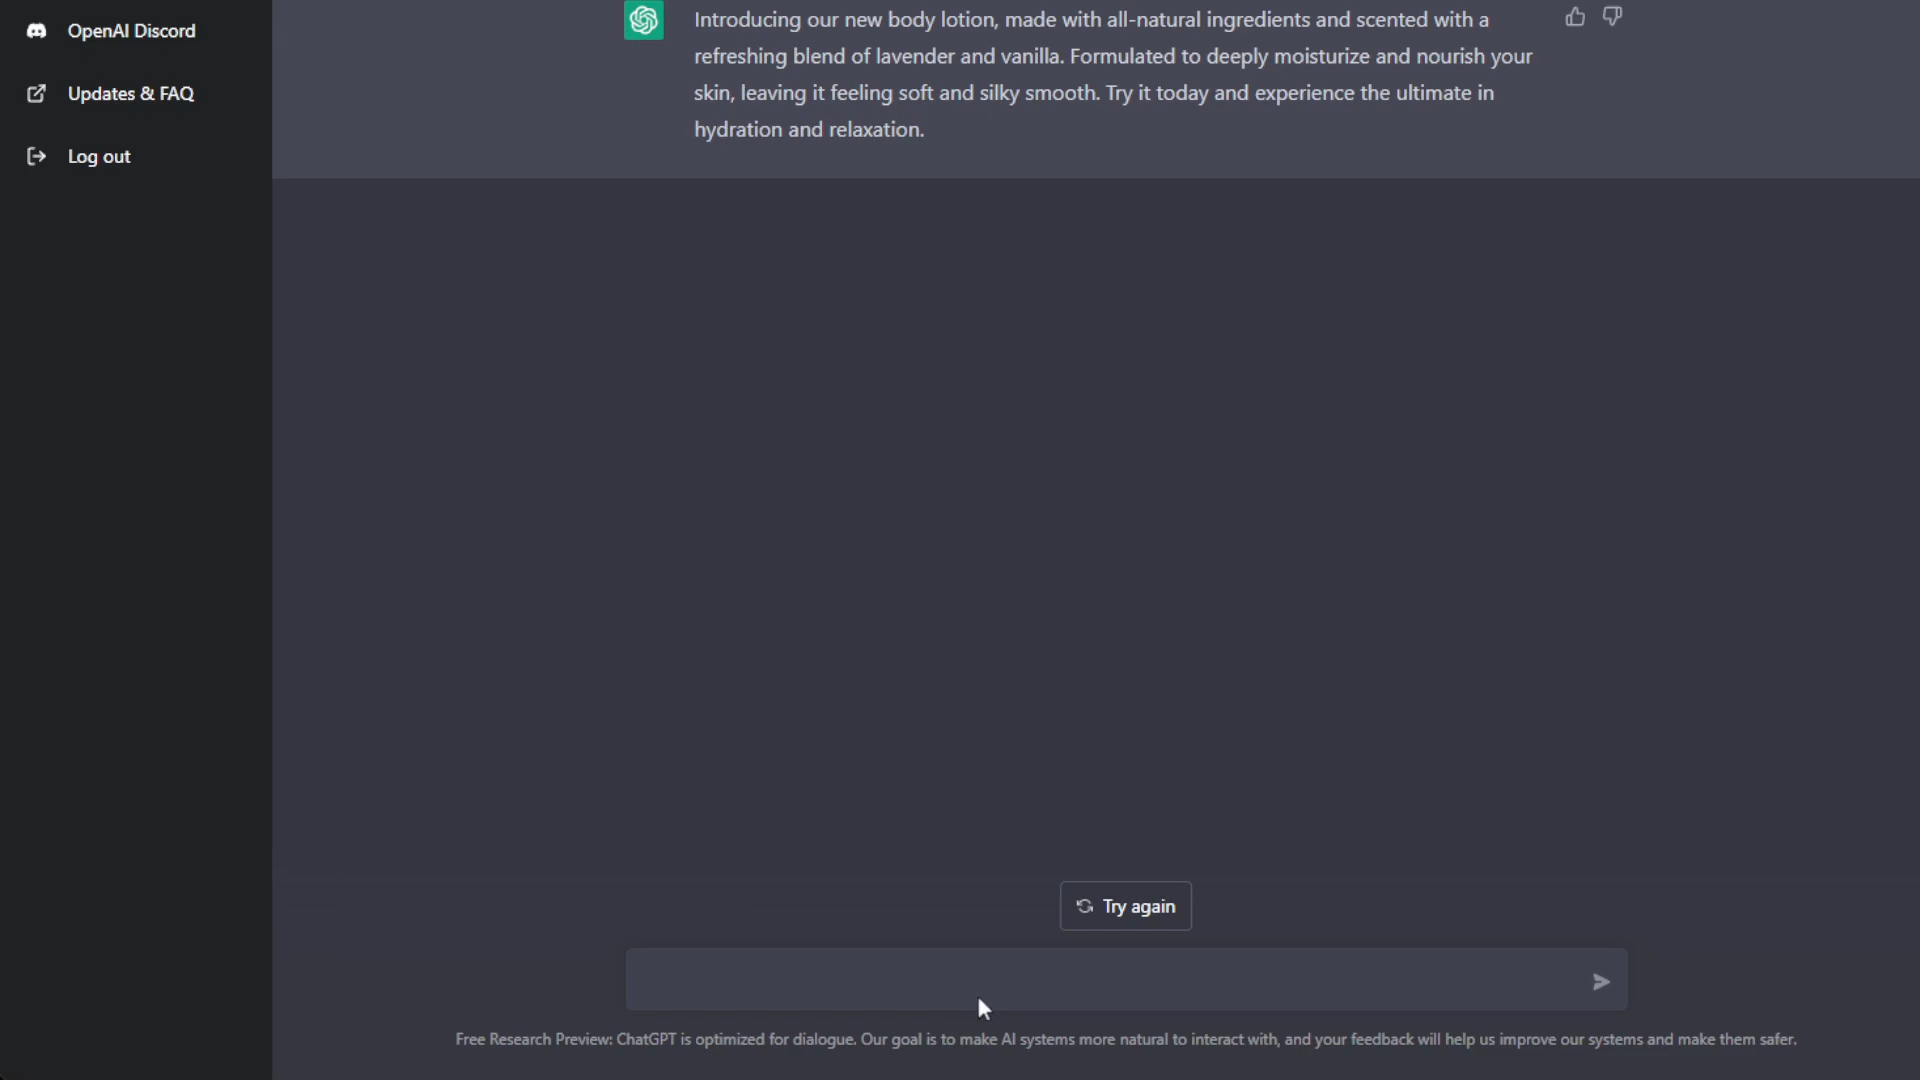 OpenAI Discord
Updates & FAQ
Log out
Introducing our new body lotion, made with all-natural ingredients and scented with a
refreshing blend of lavender and vanilla. Formulated to deeply moisturize and nourish your
skin, leaving it feeling soft and silky smooth. Try it today and experience the ultimate in
hydration and relaxation.
Try again
Free Research Preview: ChatGPT is optimized for dialogue. Our goal is to make AI systems more natural to interact with, and your feedback will help us improve our systems and make them safer.